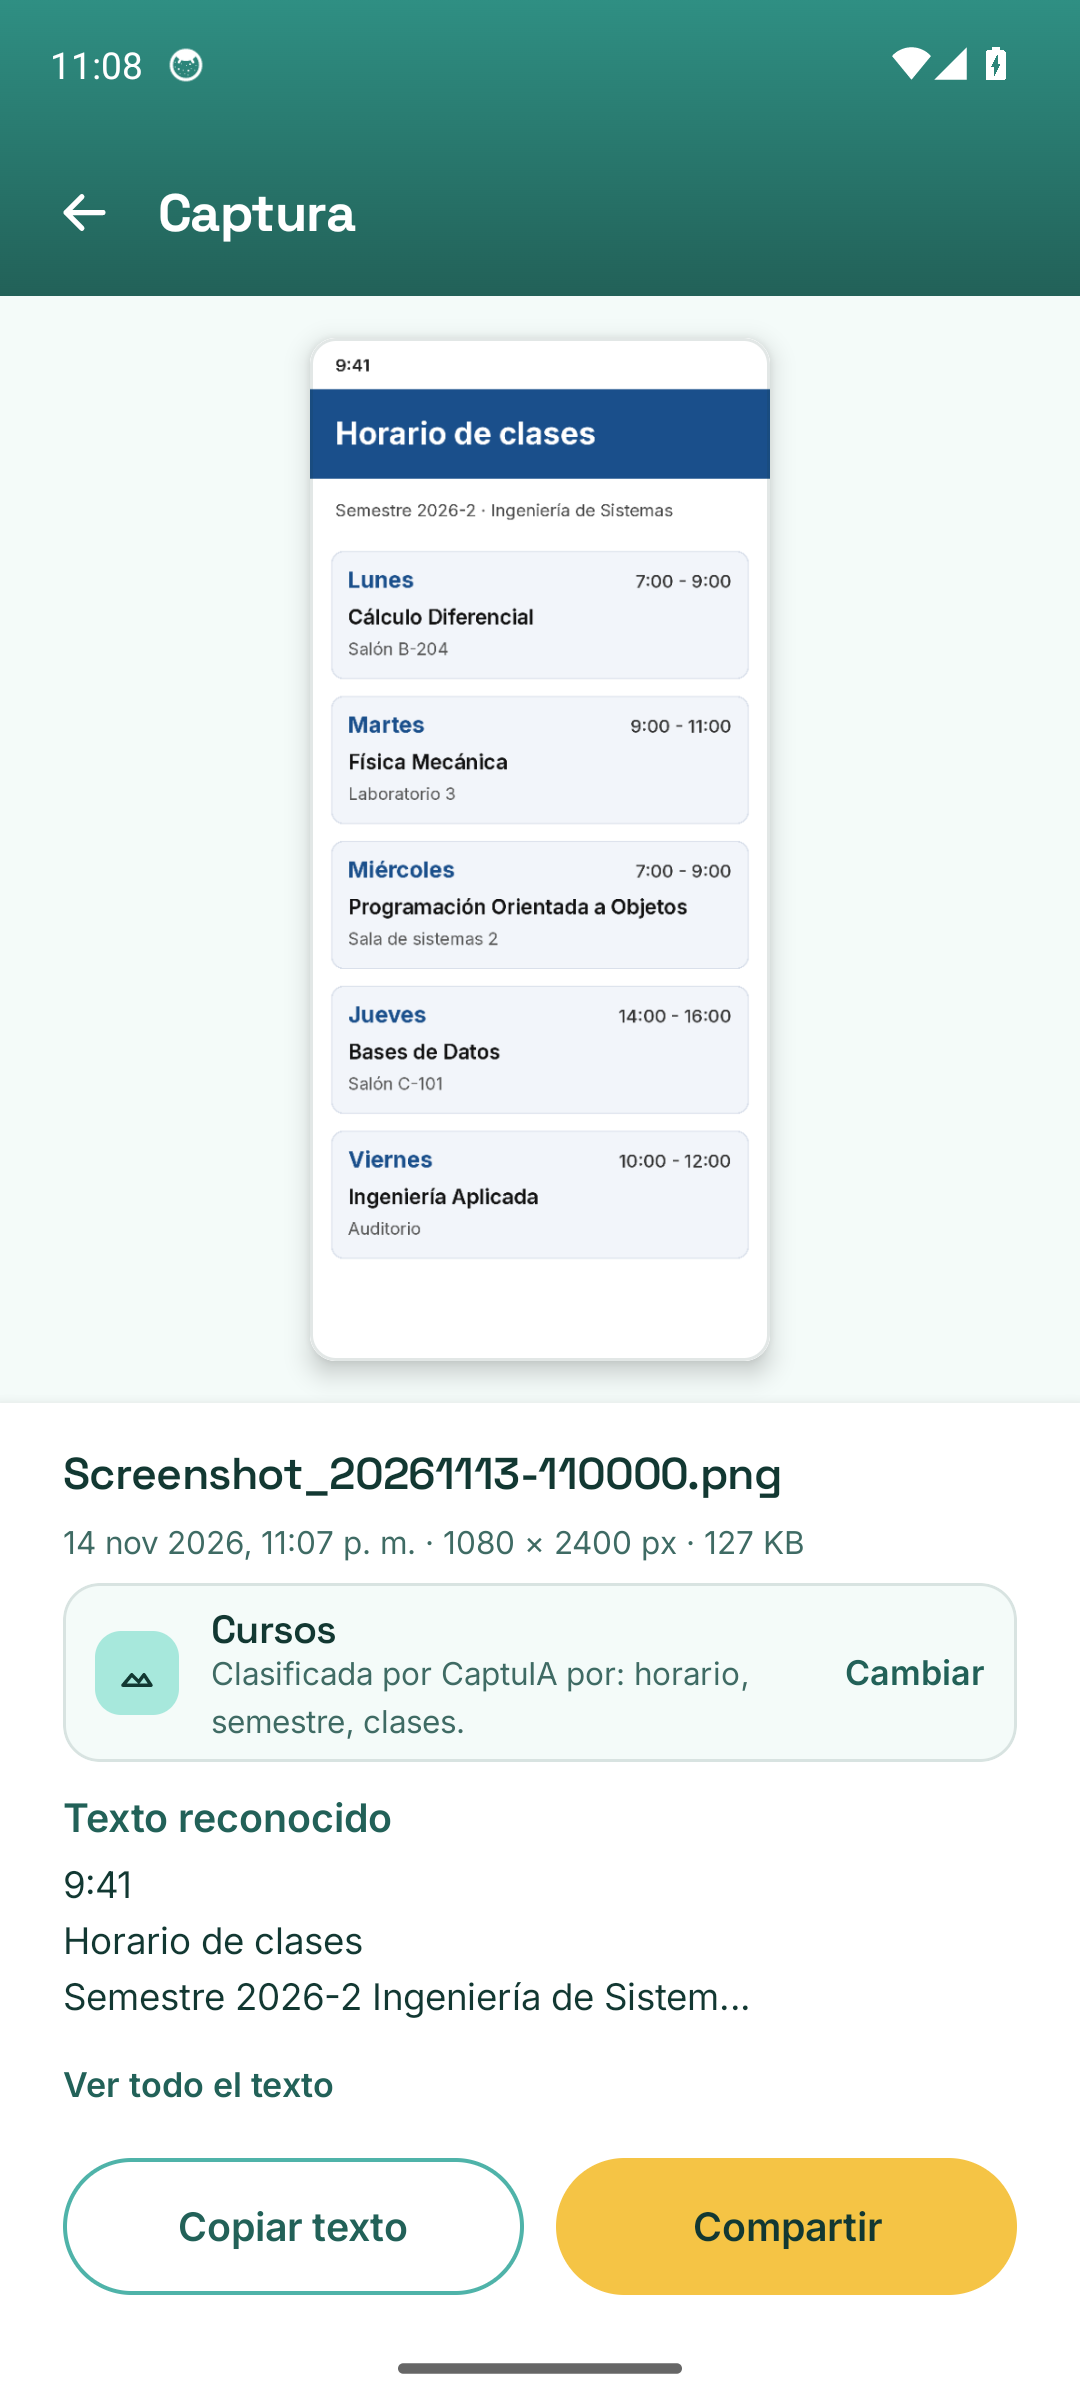 11:08
Captura
9:41
Horario de clases
Semestre 2026-2 · Ingeniería de Sistemas
Lunes 7:00 - 9:00
Cálculo Diferencial
Salón B-204
Martes 9:00 - 11:00
Física Mecánica
Laboratorio 3
Miércoles 7:00 - 9:00
Programación Orientada a Objetos
Sala de sistemas 2
Jueves 14:00 - 16:00
Bases de Datos
Salón C-101
Viernes 10:00 - 12:00
Ingeniería Aplicada
Auditorio
Screenshot_20261113-110000.png
14 nov 2026, 11:07 p. m. · 1080 × 2400 px · 127 KB
Cursos
Clasificada por CaptuIA por: horario,
semestre, clases.
Cambiar
Texto reconocido
9:41
Horario de clases
Semestre 2026-2 Ingeniería de Sistem...
Ver todo el texto
Copiar texto
Compartir